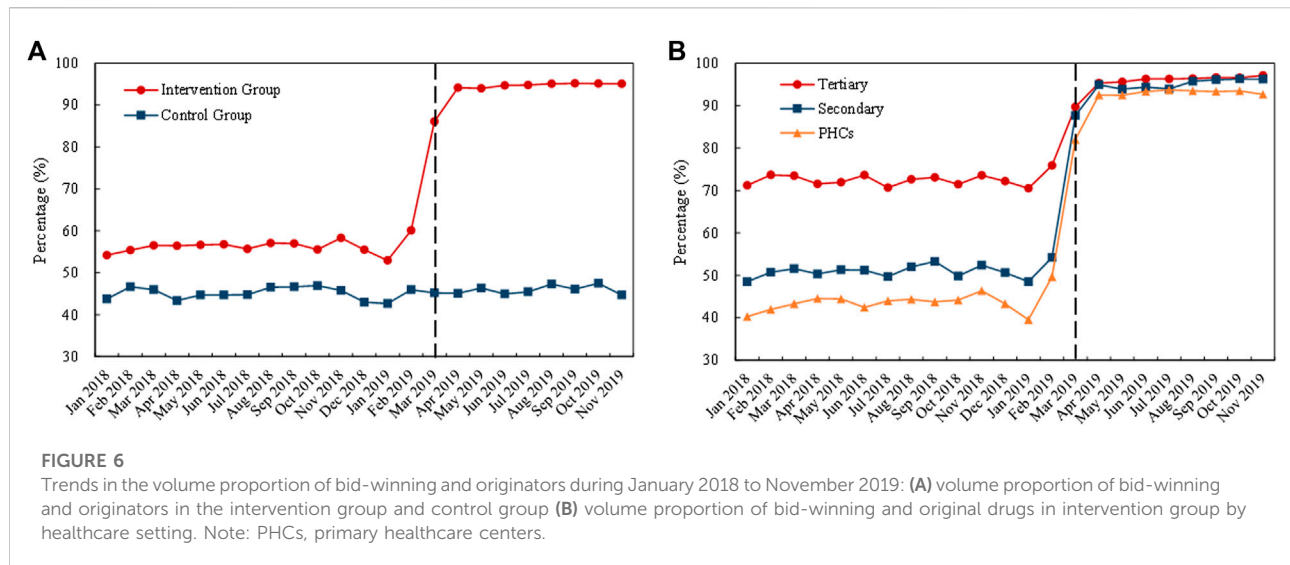 A
100
90
80
70
60
50
40
30
Percentage (%)
Intervention Group
Control Group
Jan 2018
Feb 2018
Mar 2018
Apr 2018
May 2018
Jun 2018
Jul 2018
Aug 2018
Sep 2018
Oct 2018
Nov 2018
Dec 2018
Jan 2019
Feb 2019
Mar 2019
Apr 2019
May 2019
Jun 2019
Jul 2019
Aug 2019
Sep 2019
Oct 2019
Nov 2019
B
100
90
80
70
60
50
40
30
Percentage (%)
Tertiary
Secondary
PHCs
Jan 2018
Feb 2018
Mar 2018
Apr 2018
May 2018
Jun 2018
Jul 2018
Aug 2018
Sep 2018
Oct 2018
Nov 2018
Dec 2018
Jan 2019
Feb 2019
Mar 2019
Apr 2019
May 2019
Jun 2019
Jul 2019
Aug 2019
Sep 2019
Oct 2019
Nov 2019
FIGURE 6
Trends in the volume proportion of bid-winning and originators during January 2018 to November 2019: (A) volume proportion of bid-winning
and originators in the intervention group and control group (B) volume proportion of bid-winning and original drugs in intervention group by
healthcare setting. Note: PHCs, primary healthcare centers.